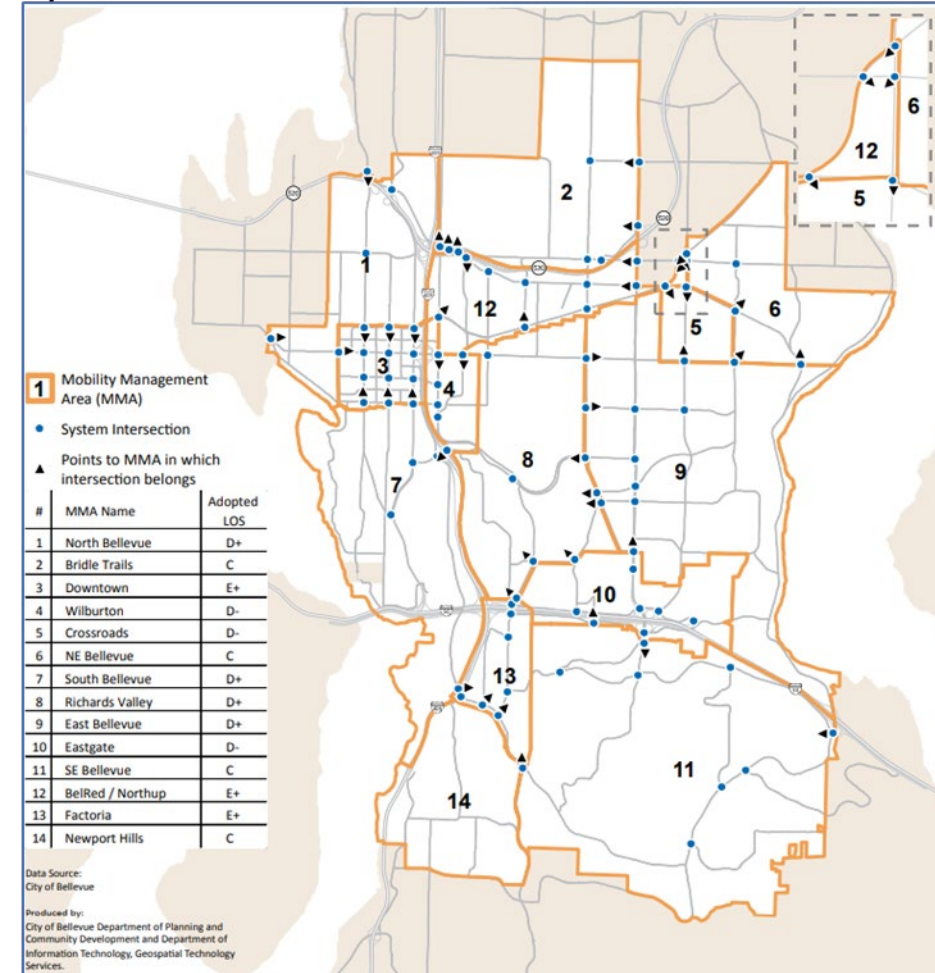 12
6
5
2
520
520
1
12
520
5
6
3
4
1
Mobility Management
Area (MMA)
System Intersection
Points to MMA in which
intersection belongs
8
9
7
# MMA Name Adopted LOS
1 North Bellevue D+
2 Bridle Trails C
3 Downtown E+
4 Wilburton D-
5 Crossroads D-
6 NE Bellevue C
7 South Bellevue D+
8 Richards Valley D+
9 East Bellevue D+
10 Eastgate D-
11 SE Bellevue C
12 BelRed / Northup E+
13 Factoria E+
14 Newport Hills C
10
13
11
14
Data Source:
City of Bellevue
Produced by:
City of Bellevue Department of Planning and
Community Development and Department of
Information Technology, Geospatial Technology
Services.